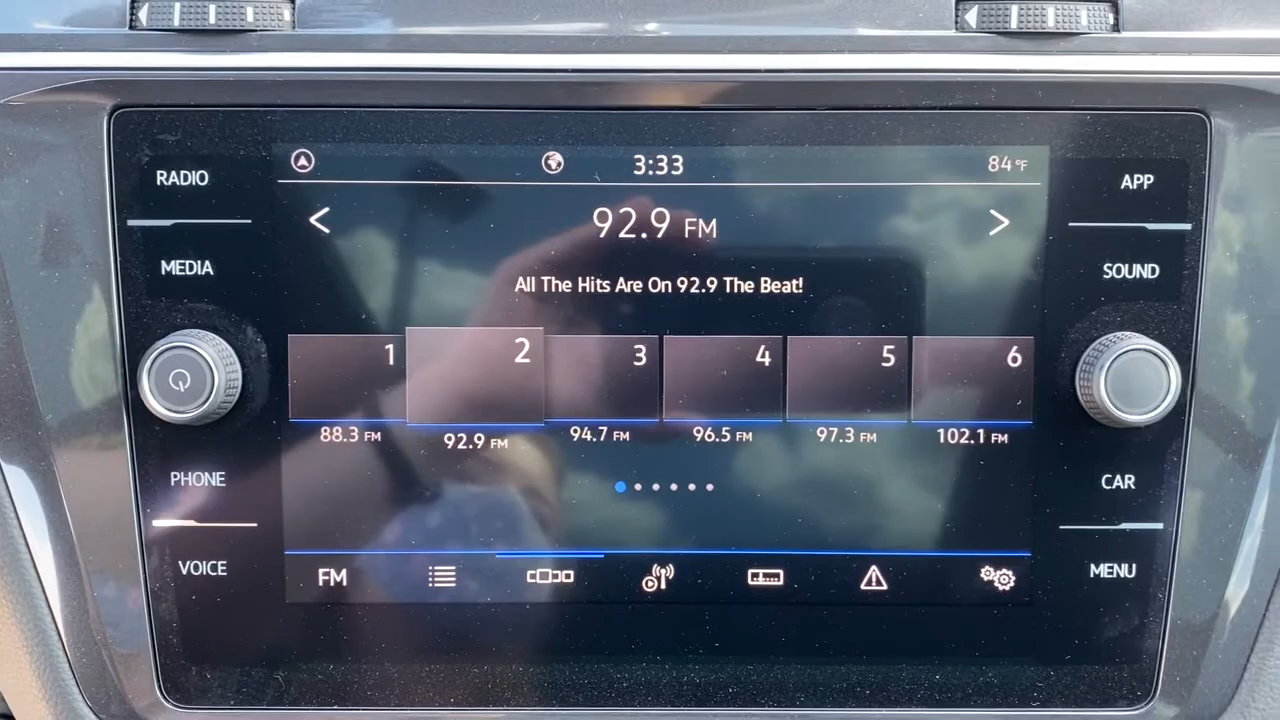 RADIO
MEDIA
PHONE
VOICE
3:33
84°F
92.9 FM
All The Hits Are On 92.9 The Beat!
1 2 3 4 5 6
88.3 FM 92.9 FM 94.7 FM 96.5 FM 97.3 FM 102.1 FM
FM
APP
SOUND
CAR
MENU